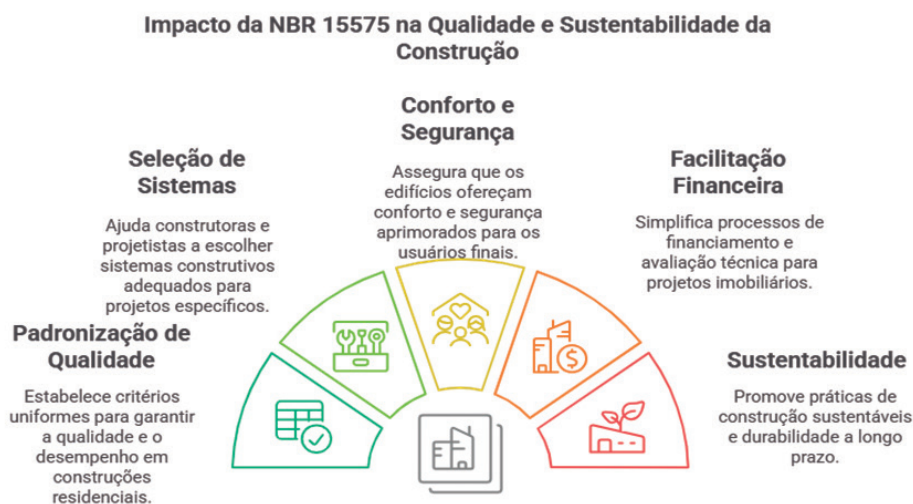 Impacto da NBR 15575 na Qualidade e Sustentabilidade da
Construção
Padronização de
Qualidade
Estabelece critérios
uniformes para garantir
a qualidade e o
desempenho em
construções
residenciais.
Seleção de
Sistemas
Ajuda construtoras e
projetistas a escolher
sistemas construtivos
adequados para
projetos específicos.
Conforto e
Segurança
Assegura que os
edifícios ofereçam
conforto e segurança
aprimorados para os
usuários finais.
Facilitação
Financeira
Simplifica processos de
financiamento e
avaliação técnica para
projetos imobiliários.
Sustentabilidade
Promove práticas de
construção sustentáveis
e durabilidade a longo
prazo.
$